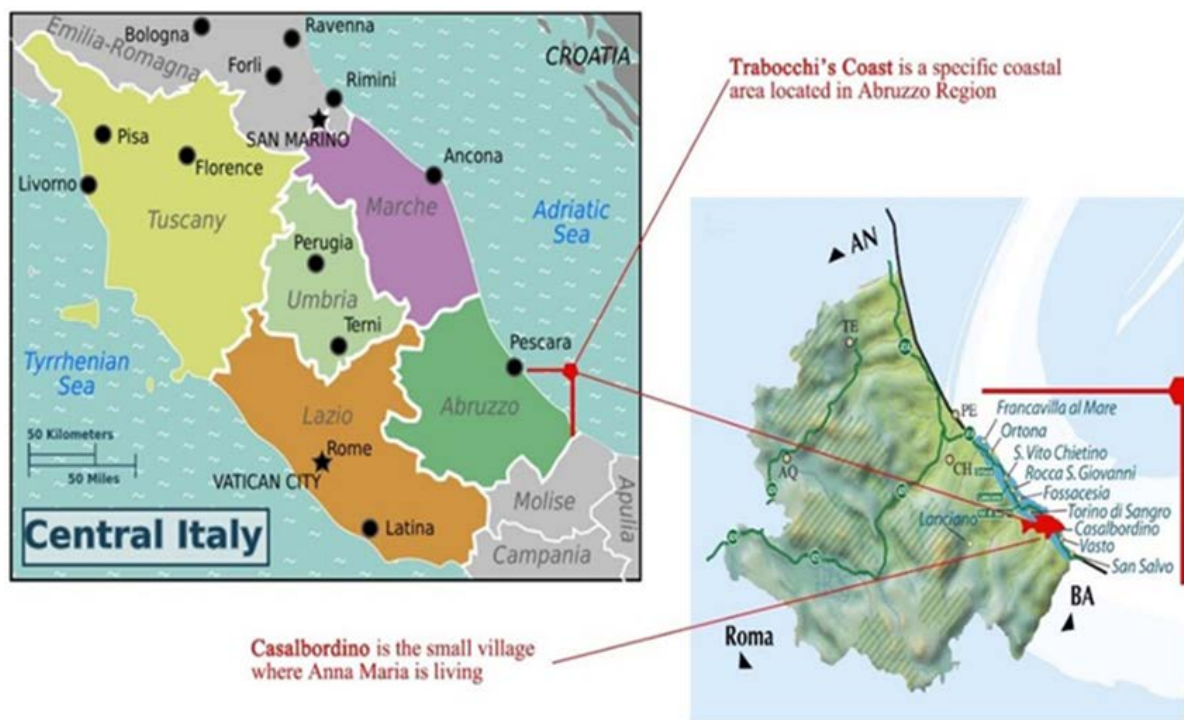 Bologna
Ravenna
Emilia-Romagna
Forli
CROATIA
Rimini
SAN MARINO
Pisa
Florence
Ancona
Livorno
Tuscany
Marche
Adriatic
Sea
Perugia
Umbria
Terni
Pescara
Tyrrhenian
Sea
Lazio
Abruzzo
50 Kilometers
50 Miles
Rome
VATICAN CITY
Molise
Apulia
Latina
Campania
Central Italy
Trabocchi's Coast is a specific coastal
area located in Abruzzo Region
AN
TE
PE
Francavilla al Mare
Ortona
S. Vito Chietino
CH
Rocca S. Giovanni
AQ
Fossacesia
Lanciano
Torino di Sangro
Casalbordino
Vasto
San Salvo
BA
Roma
Casalbordino is the small village
where Anna Maria is living